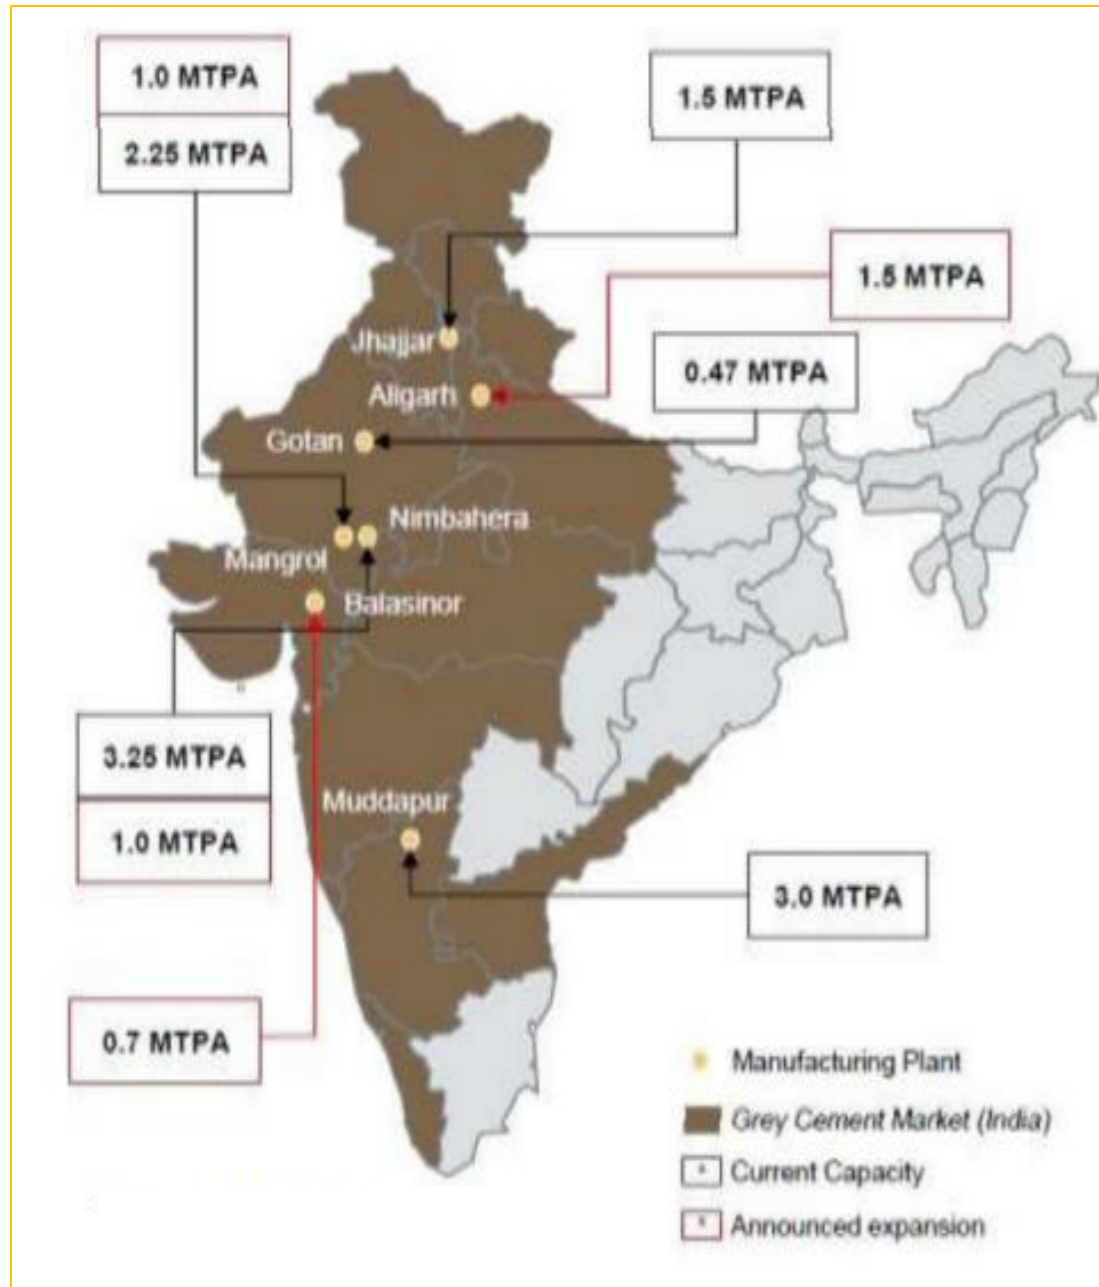 1.0 MTPA
2.25 MTPA
1.5 MTPA
1.5 MTPA
0.47 MTPA
Jhajjar
Aligarh
Gotan
Nimbahera
Mangrol
Balasinor
3.25 MTPA
1.0 MTPA
Muddapur
3.0 MTPA
0.7 MTPA
Manufacturing Plant
Grey Cement Market (India)
Current Capacity
Announced expansion